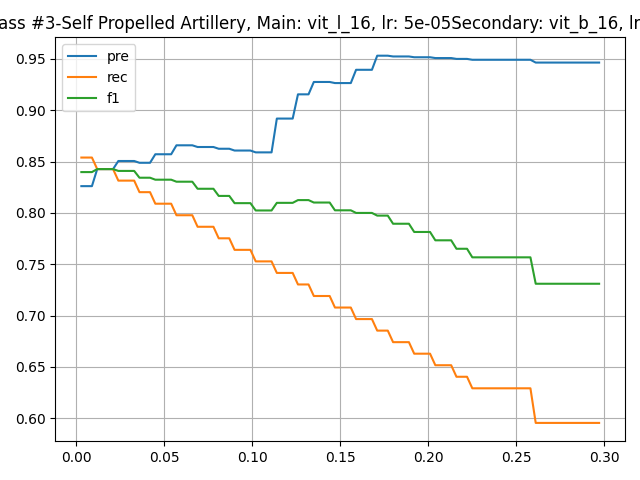 ass #3-Self Propelled Artillery, Main: vit_l_16, lr: 5e-05Secondary: vit_b_16, lr
pre
rec
f1
0.95
0.90
0.85
0.80
0.75
0.70
0.65
0.60
0.00 0.05 0.10 0.15 0.20 0.25 0.30